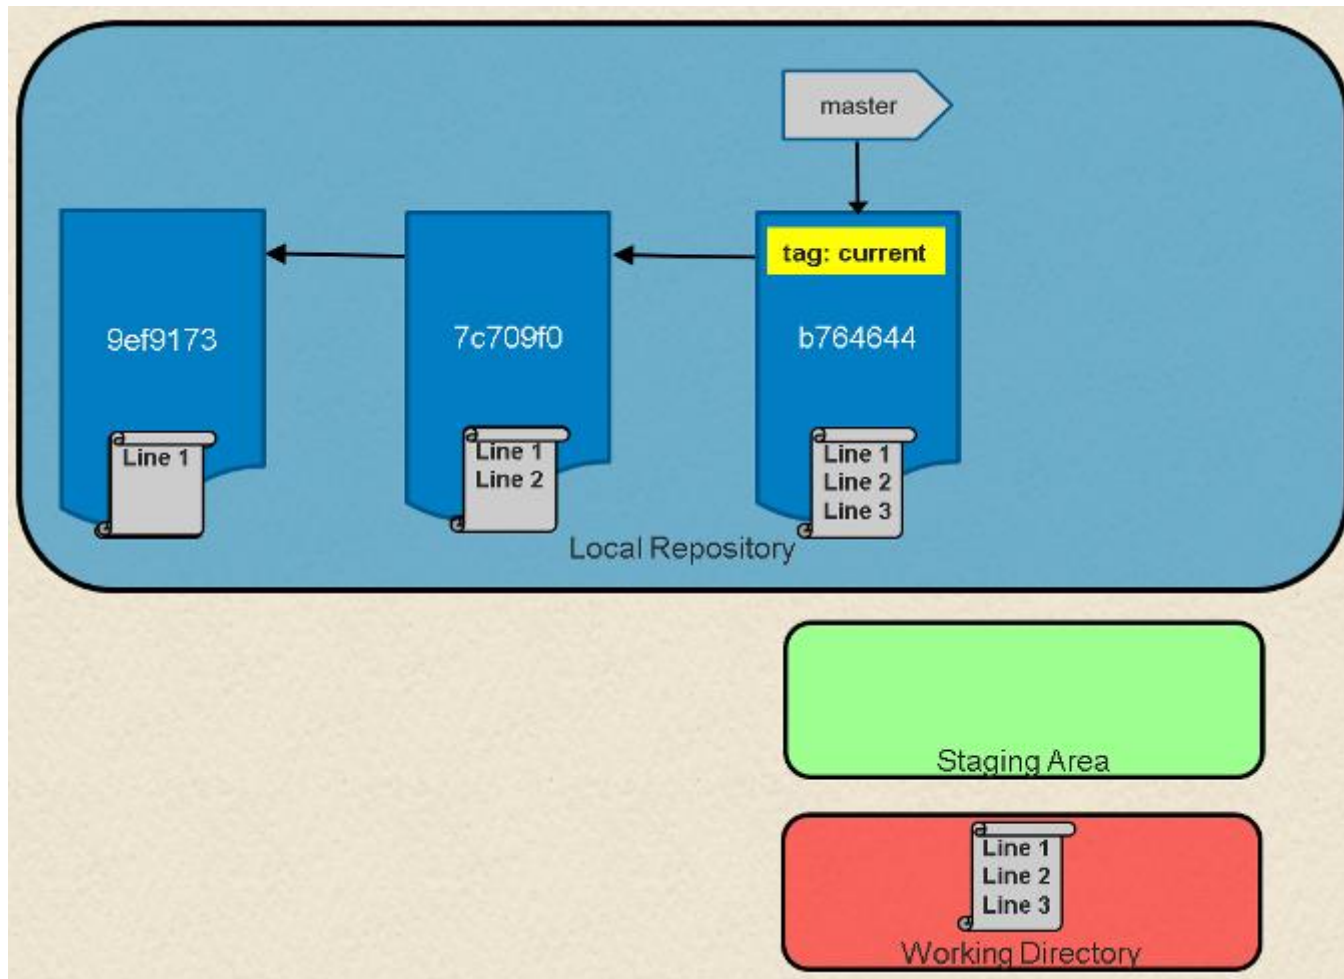 master
tag: current
9ef9173
7c709f0
b764644
Line 1
Line 1
Line 2
Line 1
Line 2
Line 3
Local Repository
Staging Area
Line 1
Line 2
Line 3
Working Directory